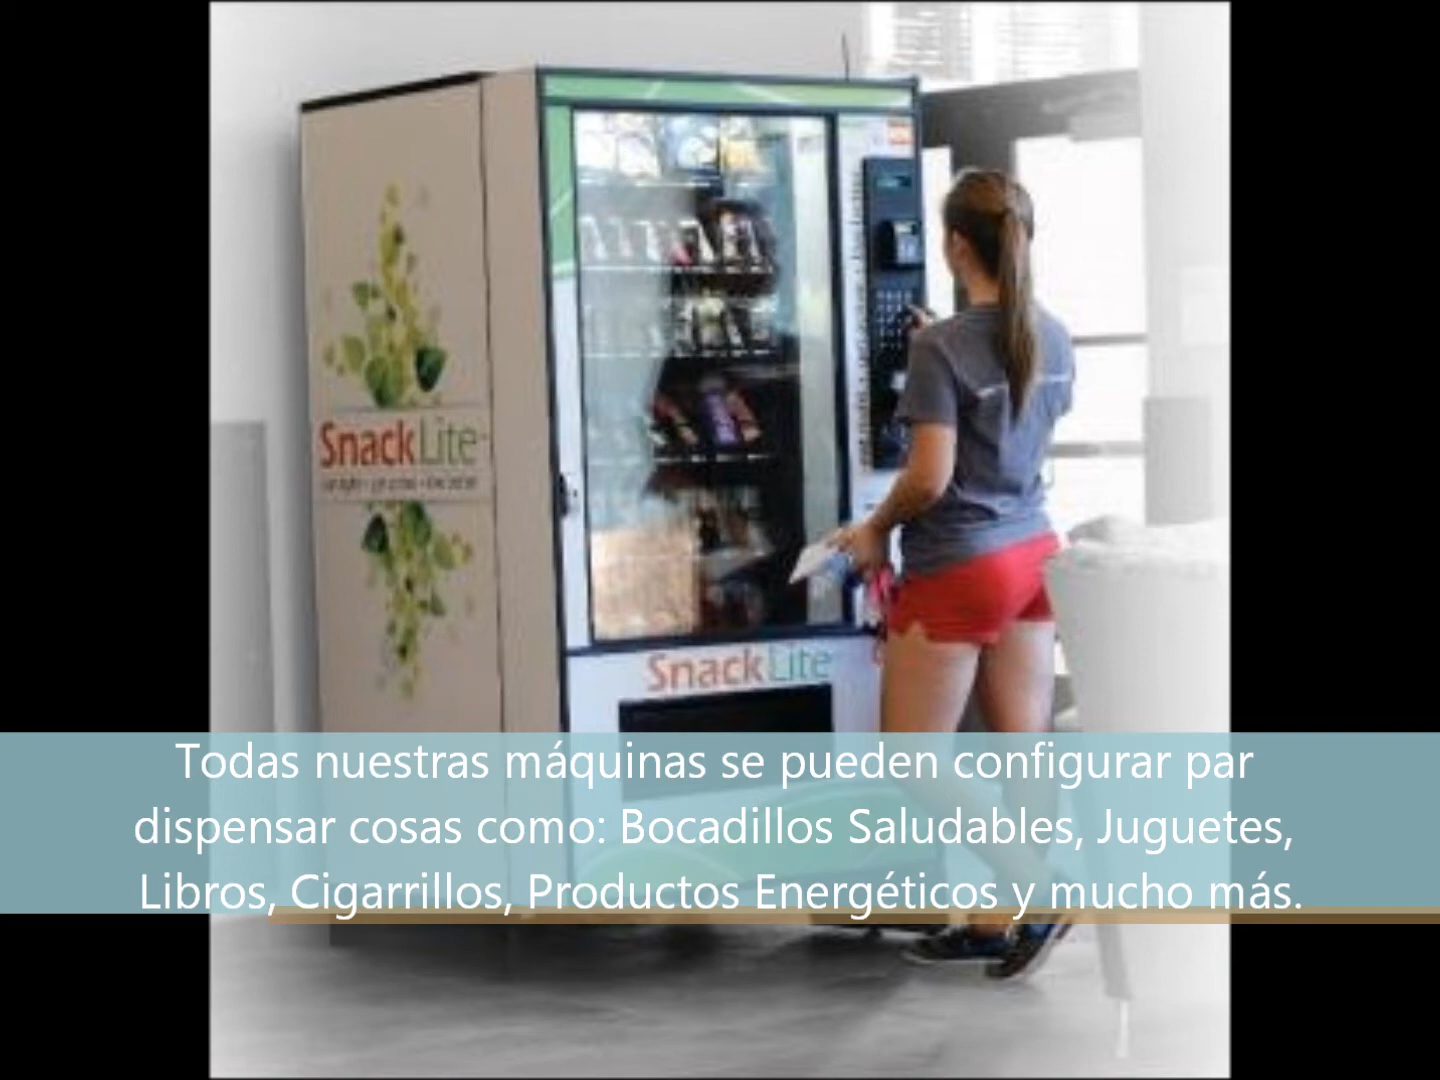 SnackLite
SnackLite
Todas nuestras máquinas se pueden configurar par
dispensar cosas como: Bocadillos Saludables, Juguetes,
Libros, Cigarrillos, Productos Energéticos y mucho más.